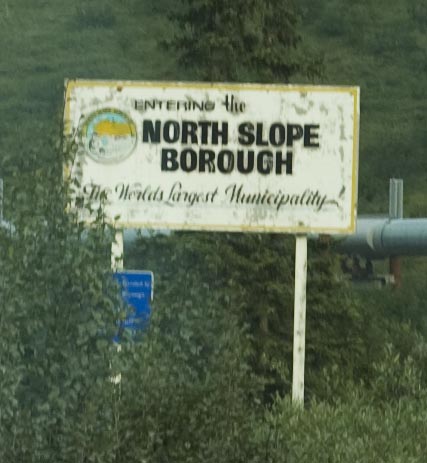 ENTERING the
NORTH SLOPE
BOROUGH
The Worlds Largest Municipality